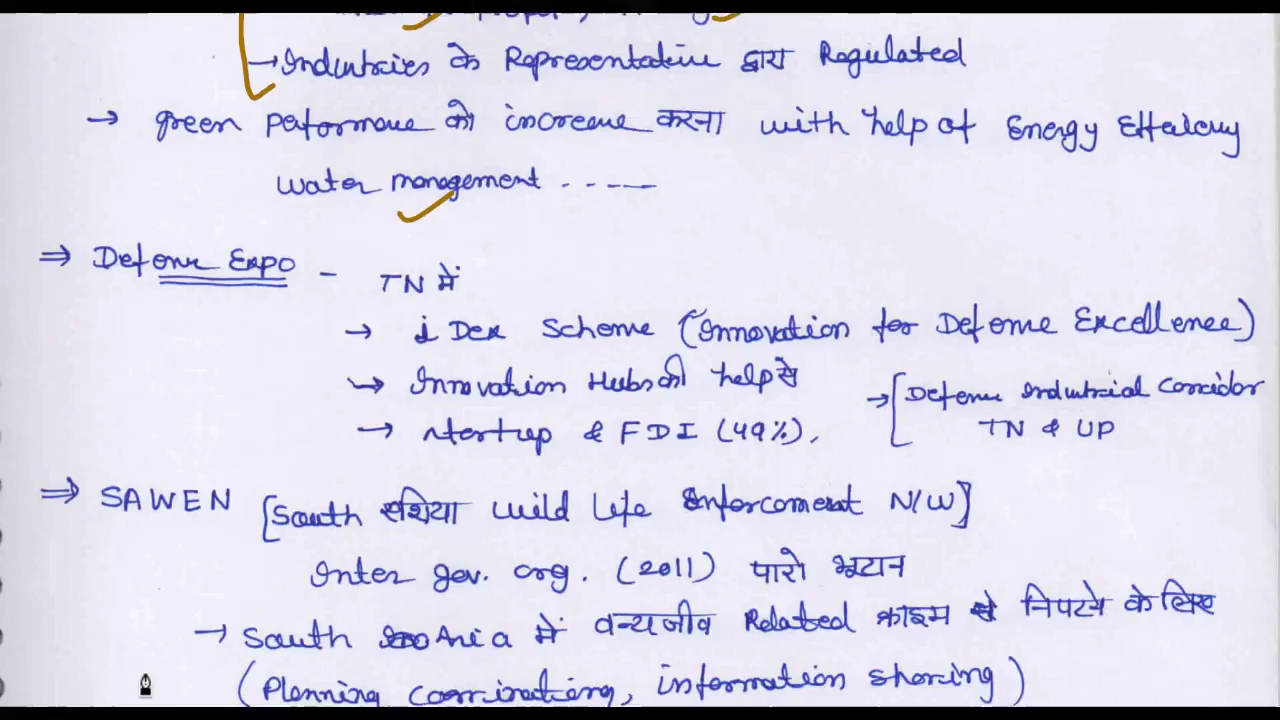 → Industries के Representative द्वारा Regulated
→ green Performance को increase करना with help of Energy Efficiency
water management . . - - - —
⇒ Defence Expo - TN में
→ i Dex Scheme (Innovation for Defence Excellence)
→ Innovation Hubs की help से
→ Startup & FDI (49%),
→ [Defence Industrial Corridor
TN & UP
⇒ SAWEN [South एशिया Wild Life Enforcement N/W]
Inter gov. org. (2011) पारो भूटान
→ South Asia में वन्यजीव Related क्राइम से निपटने के लिए
(Planning coordinating, information sharing)